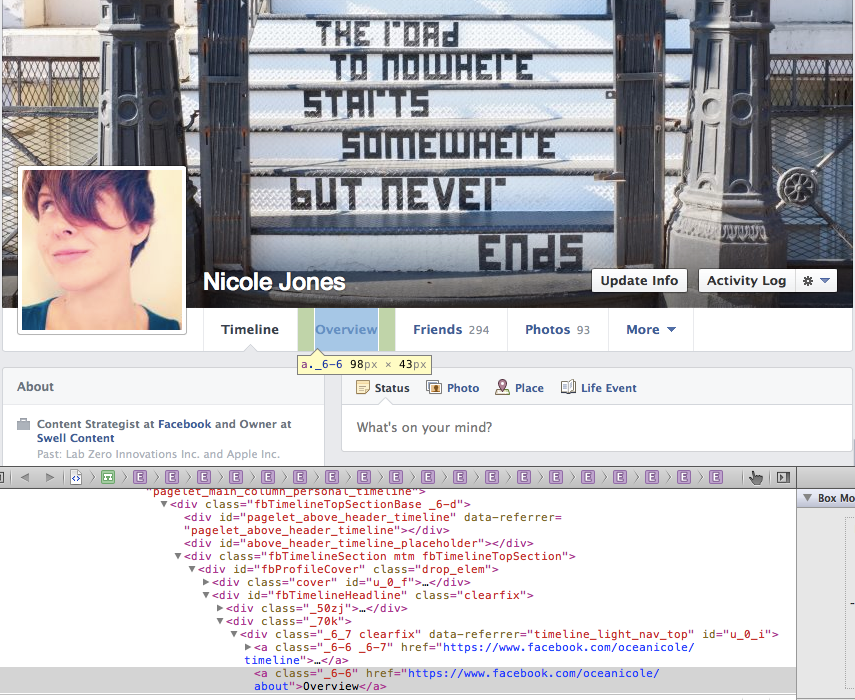 THE ROAD
TO NOWHERE
STARTS
SOMEWHERE
BUT NEVER
ENDS
Nicole Jones
Update Info
Activity Log
Timeline
Overview
Friends 294
Photos 93
More
a._6-6 98px × 43px
About
Status
Photo
Place
Life Event
Content Strategist at Facebook and Owner at
Swell Content
Past: Lab Zero Innovations Inc. and Apple Inc.
What's on your mind?
E E E E E E E E E E E E E E E E E E E
"pagelet_main_column_personal_timeline">
▼<div class="fbTimelineTopSectionBase _6-d">
<div id="pagelet_above_header_timeline" data-referrer=
"pagelet_above_header_timeline"></div>
<div id="above_header_timeline_placeholder"></div>
▼<div class="fbTimelineSection mtm fbTimelineTopSection">
▼<div id="fbProfileCover" class="drop_elem">
▶<div class="cover" id="u_0_f">…</div>
▼<div id="fbTimelineHeadline" class="clearfix">
▶<div class="_50zj">…</div>
▼<div class="_70k">
▼<div class="_6_7 clearfix" data-referrer="timeline_light_nav_top" id="u_0_i">
▶<a class="_6-6 _6-7" href="https://www.facebook.com/oceanicole/
timeline">…</a>
<a class="_6-6" href="https://www.facebook.com/oceanicole/
about">Overview</a>
▼ Box Mo